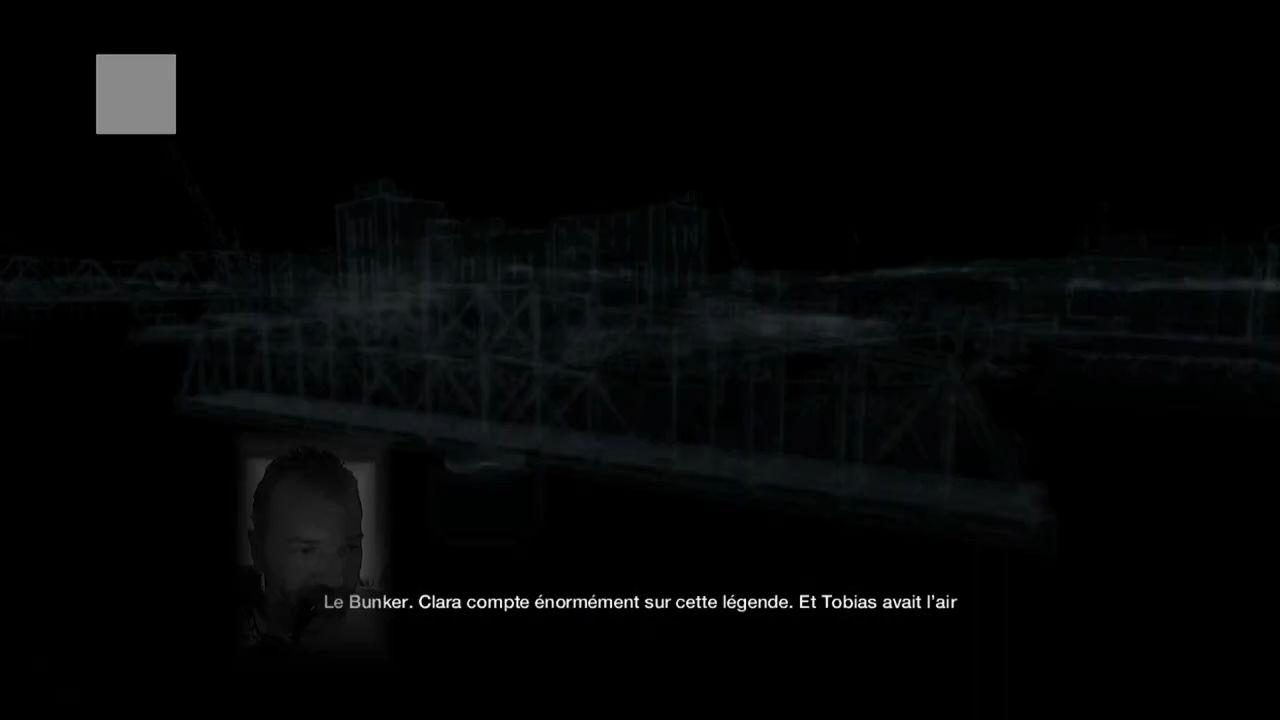 Le Bunker. Clara compte énormément sur cette légende. Et Tobias avait l'air